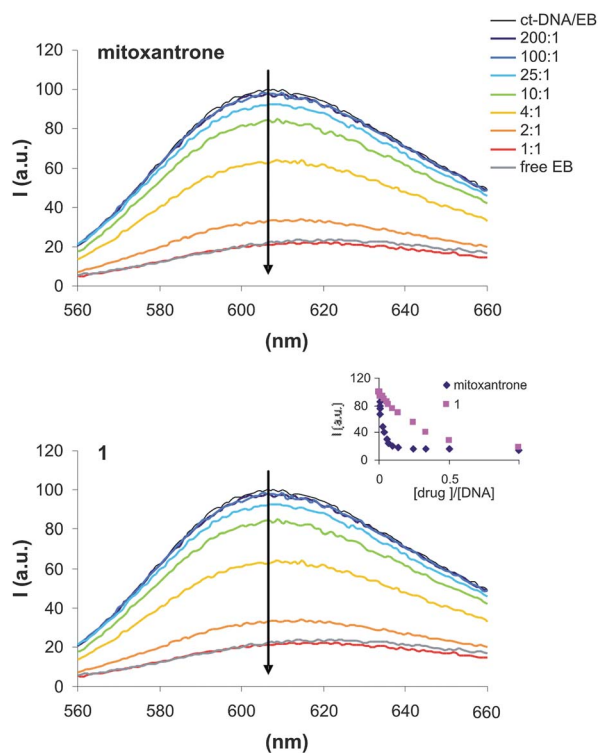 mitoxantrone
ct-DNA/EB
200:1
100:1
25:1
10:1
4:1
2:1
1:1
free EB
I (a.u.)
120
100
80
60
40
20
0
560 580 600 620 640 660
(nm)
1
I (a.u.)
120
100
80
60
40
20
0
560 580 600 620 640 660
(nm)
I [a.u.]
120
80
40
0
mitoxantrone
1
0 0.5
[drug ]/[DNA]